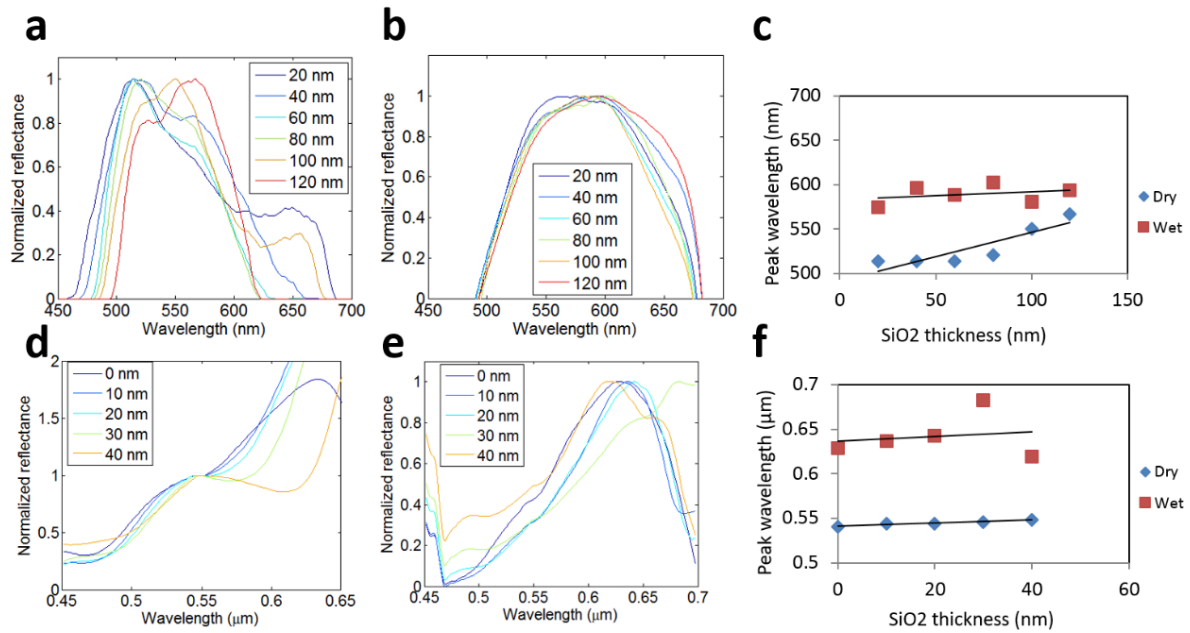 a
Normalized reflectance
1
0.8
0.6
0.4
0.2
0
450 500 550 600 650 700
Wavelength (nm)
20 nm
40 nm
60 nm
80 nm
100 nm
120 nm
b
Normalized reflectance
1
0.8
0.6
0.4
0.2
0
400 450 500 550 600 650 700
Wavelength (nm)
20 nm
40 nm
60 nm
80 nm
100 nm
120 nm
c
Peak wavelength (nm)
700
600
500
0 50 100 150
SiO2 thickness (nm)
Dry
Wet
d
Normalized reflectance
2
1.5
1
0.5
0
0.45 0.5 0.55 0.6 0.65
Wavelength (μm)
0 nm
10 nm
20 nm
30 nm
40 nm
e
Normalized reflectance
1
0.8
0.6
0.4
0.2
0
0.45 0.5 0.55 0.6 0.65 0.7
Wavelength (μm)
0 nm
10 nm
20 nm
30 nm
40 nm
f
Peak wavelength (μm)
0.7
0.65
0.6
0.55
0.5
0 20 40 60
SiO2 thickness (nm)
Dry
Wet